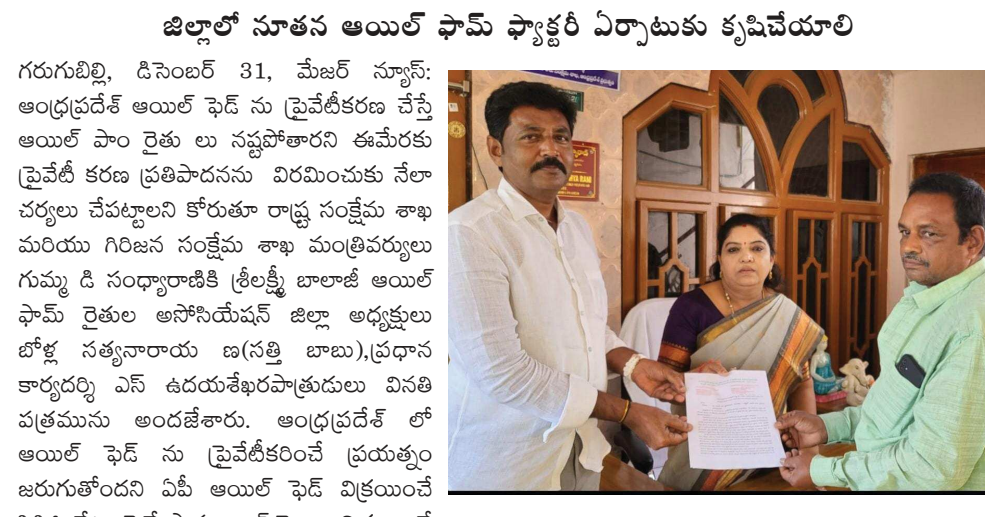 జిల్లాలో నూతన ఆయిల్ ఫామ్ ఫ్యాక్టరీ ఏర్పాటుకు కృషిచేయాలి
గరుగుబిల్లి, డిసెంబర్ 31, మేజర్ న్యూస్:
ఆంధ్రప్రదేశ్ ఆయిల్ ఫెడ్ ను ప్రైవేటీకరణ చేస్తే
ఆయిల్ పాం రైతు లు నష్టపోతారని ఈమేరకు
ప్రైవేటీ కరణ ప్రతిపాదనను విరమించుకు నేలా
చర్యలు చేపట్టాలని కోరుతూ రాష్ట్ర సంక్షేమ శాఖ
మరియు గిరిజన సంక్షేమ శాఖ మంత్రివర్యులు
గుమ్మ డి సంధ్యారాణికి శ్రీలక్ష్మీ బాలాజీ ఆయిల్
ఫామ్ రైతుల అసోసియేషన్ జిల్లా అధ్యక్షులు
బోళ్ల సత్యనారాయ ణ(సత్తి బాబు),ప్రధాన
కార్యదర్శి ఎస్ ఉదయశేఖరపాత్రుడులు వినతి
పత్రమును అందజేశారు. ఆంధ్రప్రదేశ్ లో
ఆయిల్ ఫెడ్ ను ప్రైవేటీకరించే ప్రయత్నం
జరుగుతోందని ఏపీ ఆయిల్ ఫెడ్ విక్రయించే